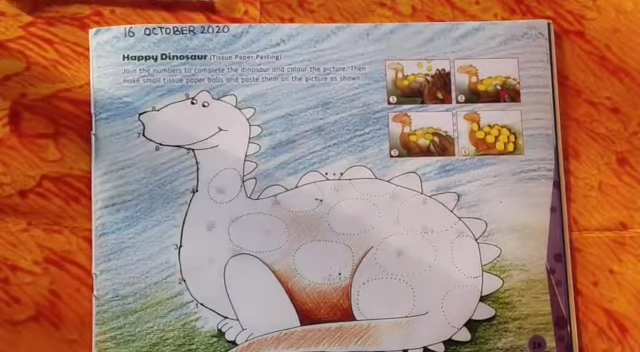 16 OCTOBER 2020
Happy Dinosaur (Tissue Paper Pasting)
Join the numbers to complete the dinosaur and colour the picture. Then
make small tissue paper balls and paste them on the picture as shown.